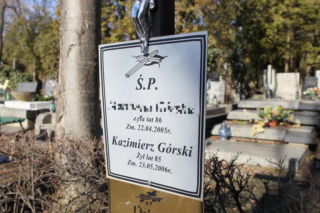 Ś.P.
żyła lat 86
Zm. 22.04.2005r.
Kazimierz Górski
Żył lat 85
Zm. 23.05.2006r.